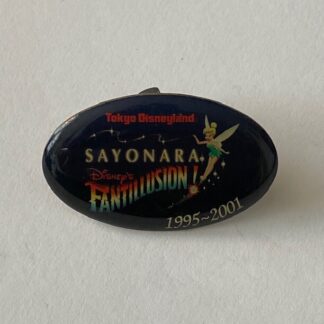 Tokyo Disneyland
SAYONARA
Disney's
FANTILLUSION!
1995~2001